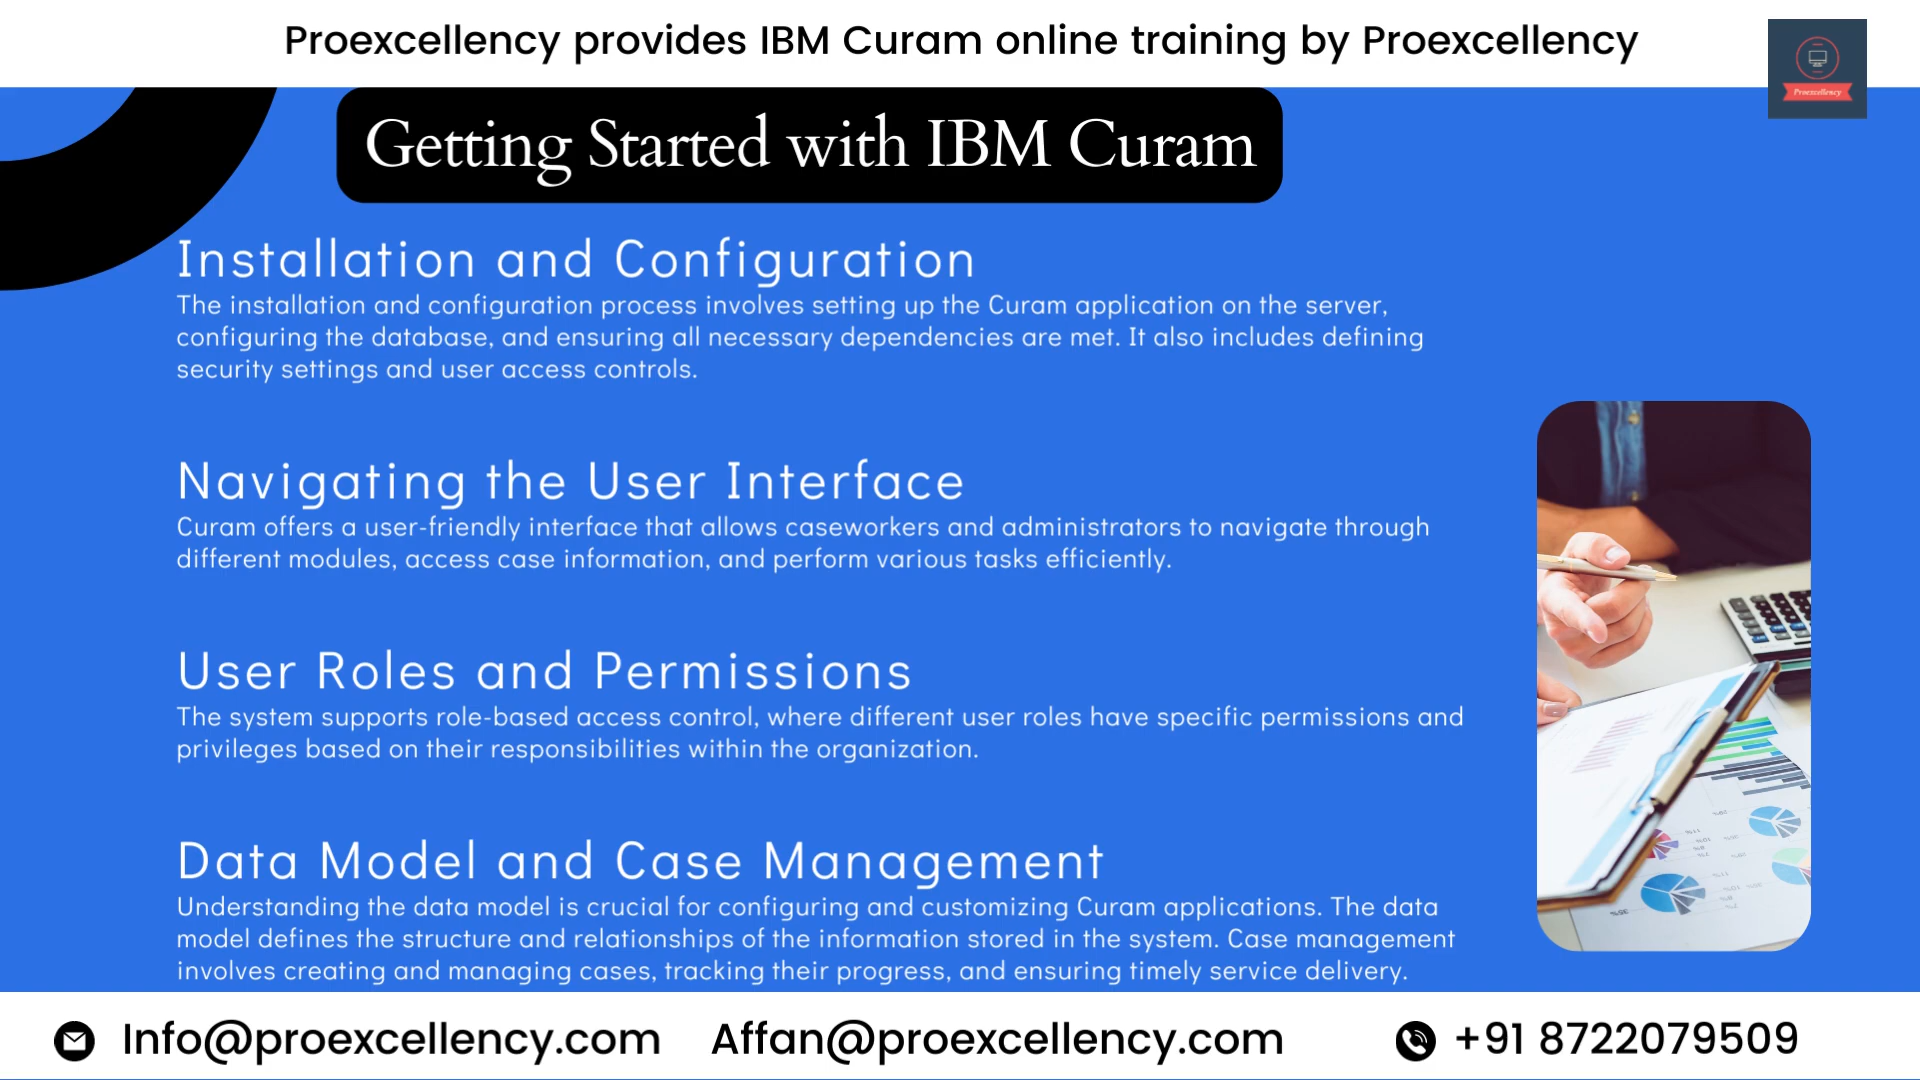 Proexcellency provides IBM Curam online training by Proexcellency
Proexcellency
Getting Started with IBM Curam
Installation and Configuration
The installation and configuration process involves setting up the Curam application on the server,
configuring the database, and ensuring all necessary dependencies are met. It also includes defining
security settings and user access controls.
Navigating the User Interface
Curam offers a user-friendly interface that allows caseworkers and administrators to navigate through
different modules, access case information, and perform various tasks efficiently.
User Roles and Permissions
The system supports role-based access control, where different user roles have specific permissions and
privileges based on their responsibilities within the organization.
Data Model and Case Management
Understanding the data model is crucial for configuring and customizing Curam applications. The data
model defines the structure and relationships of the information stored in the system. Case management
involves creating and managing cases, tracking their progress, and ensuring timely service delivery.
Info@proexcellency.com Affan@proexcellency.com +91 8722079509